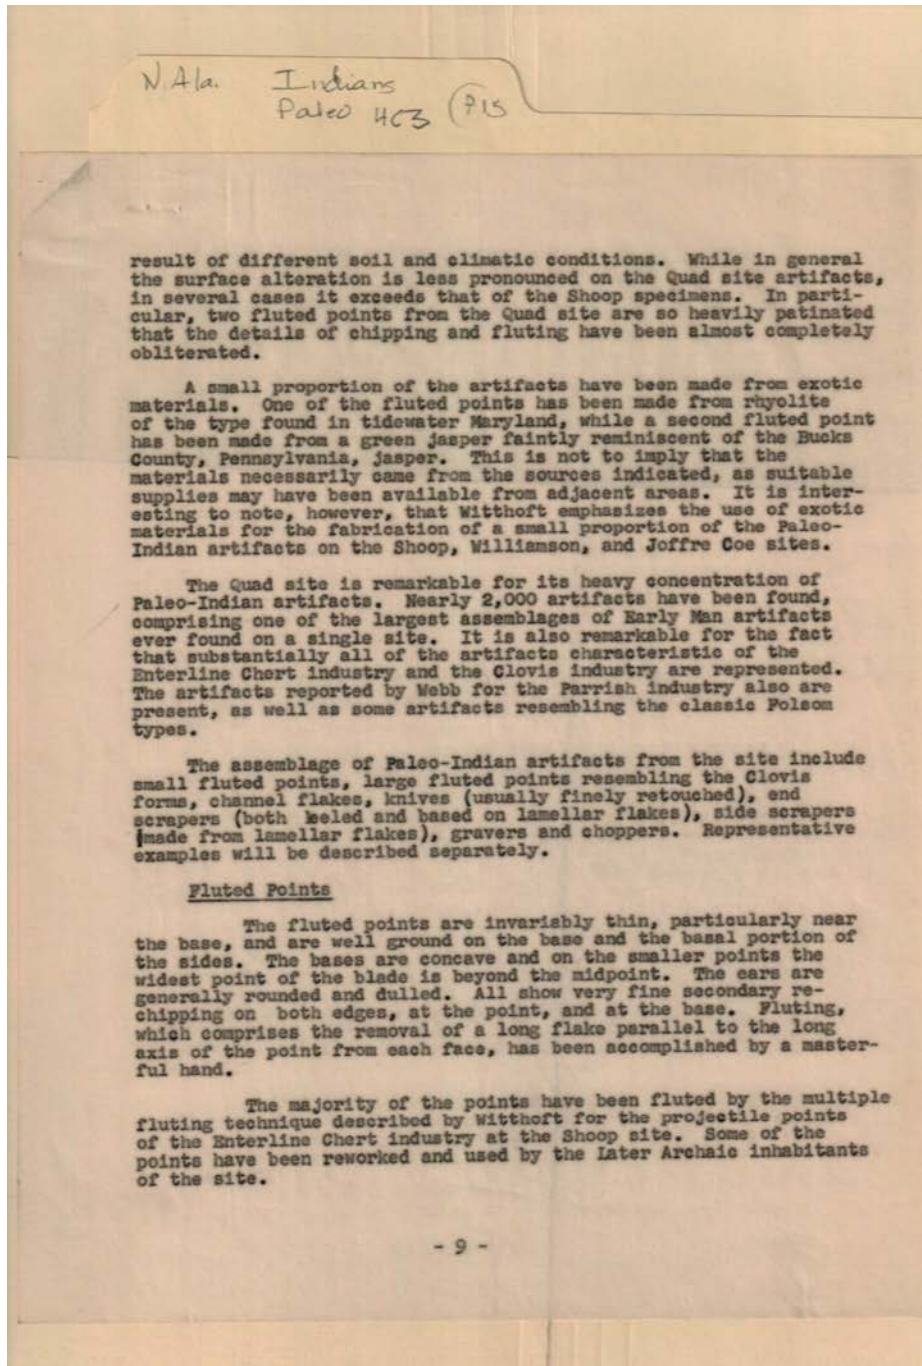 N. Ala. Indians
Paleo 4C3 P15
result of different soil and climatic conditions. While in general
the surface alteration is less pronounced on the Quad site artifacts,
in several cases it exceeds that of the Shoop specimens. In parti-
cular, two fluted points from the Quad site are so heavily patinated
that the details of chipping and fluting have been almost completely
obliterated.
A small proportion of the artifacts have been made from exotic
materials. One of the fluted points has been made from rhyolite
of the type found in tidewater Maryland, while a second fluted point
has been made from a green jasper faintly reminiscent of the Bucks
County, Pennsylvania, jasper. This is not to imply that the
materials necessarily came from the sources indicated, as suitable
supplies may have been available from adjacent areas. It is inter-
esting to note, however, that Witthoft emphasizes the use of exotic
materials for the fabrication of a small proportion of the Paleo-
Indian artifacts on the Shoop, Williamson, and Joffre Coe sites.
The Quad site is remarkable for its heavy concentration of
Paleo-Indian artifacts. Nearly 2,000 artifacts have been found,
comprising one of the largest assemblages of Early Man artifacts
ever found on a single site. It is also remarkable for the fact
that substantially all of the artifacts characteristic of the
Enterline Chert industry and the Clovis industry are represented.
The artifacts reported by Webb for the Parrish industry also are
present, as well as some artifacts resembling the classic Folsom
types.
The assemblage of Paleo-Indian artifacts from the site include
small fluted points, large fluted points resembling the Clovis
forms, channel flakes, knives (usually finely retouched), end
scrapers (both keeled and based on lamellar flakes), side scrapers
(made from lamellar flakes), gravers and choppers. Representative
examples will be described separately.
Fluted Points
The fluted points are invariably thin, particularly near
the base, and are well ground on the base and the basal portion of
the sides. The bases are concave and on the smaller points the
widest point of the blade is beyond the midpoint. The ears are
generally rounded and dulled. All show very fine secondary re-
chipping on both edges, at the point, and at the base. Fluting,
which comprises the removal of a long flake parallel to the long
axis of the point from each face, has been accomplished by a master-
ful hand.
The majority of the points have been fluted by the multiple
fluting technique described by Witthoft for the projectile points
of the Enterline Chert industry at the Shoop site. Some of the
points have been reworked and used by the Later Archaic inhabitants
of the site.
- 9 -